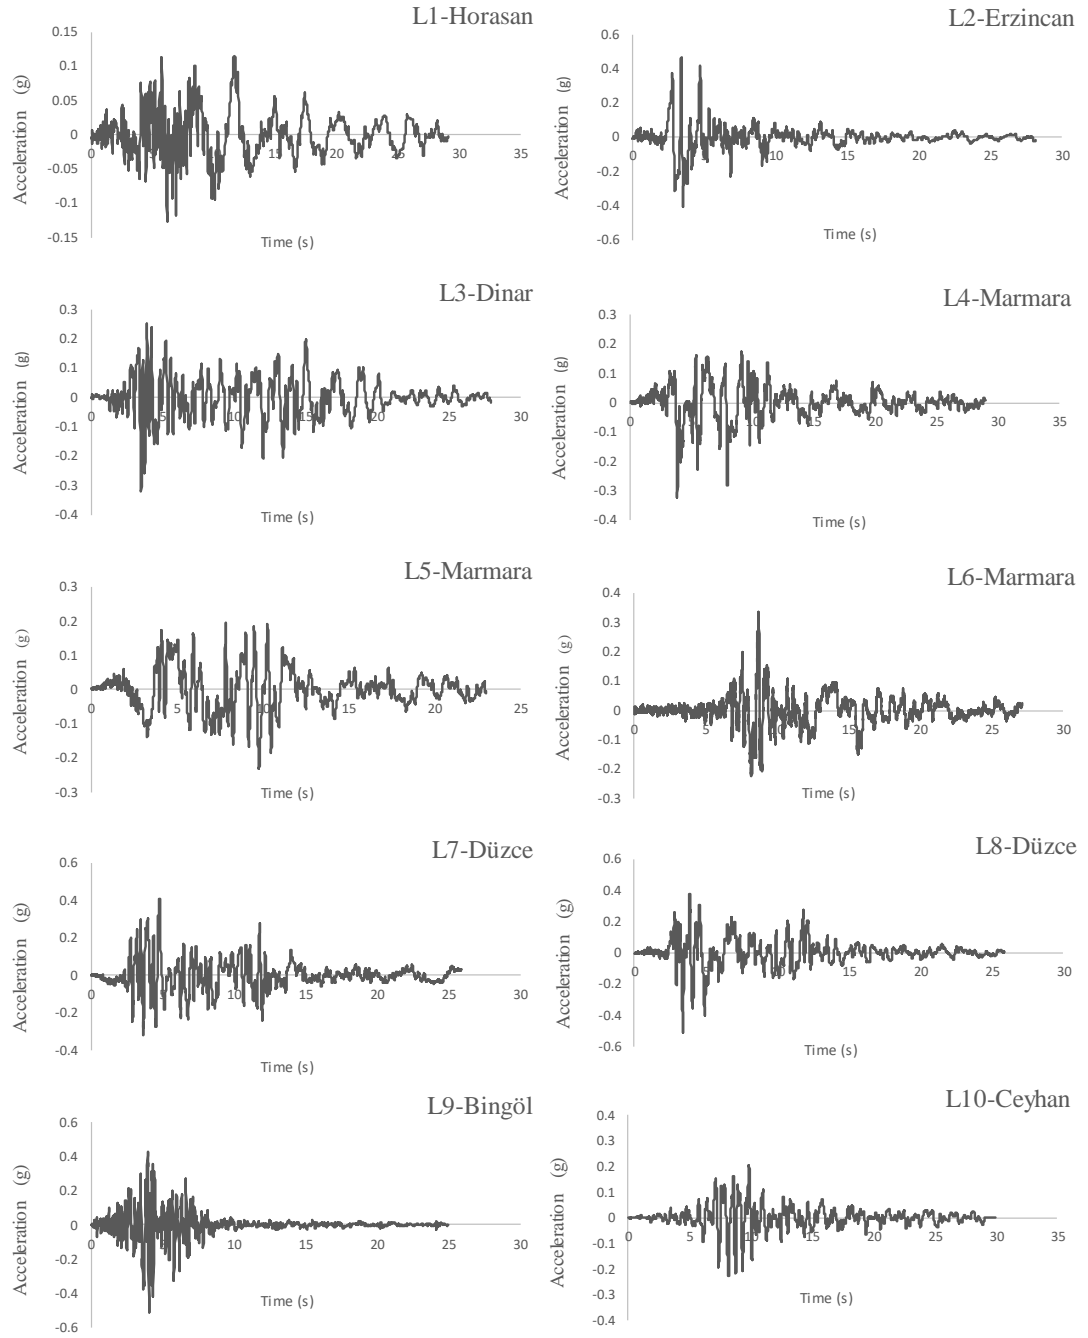 L1-Horasan
0.15
0.1
0.05
0
-0.05
-0.1
-0.15
0 5 10 15 20 25 30 35
Acceleration (g)
Time (s)
L2-Erzincan
0.6
0.4
0.2
0
-0.2
-0.4
-0.6
0 5 10 15 20 25 30
Acceleration (g)
Time (s)
L3-Dinar
0.3
0.2
0.1
0
-0.1
-0.2
-0.3
-0.4
0 5 10 15 20 25 30
Acceleration (g)
Time (s)
L4-Marmara
0.3
0.2
0.1
0
-0.1
-0.2
-0.3
-0.4
0 5 10 15 20 25 30 35
Acceleration (g)
Time (s)
L5-Marmara
0.3
0.2
0.1
0
-0.1
-0.2
-0.3
0 5 10 15 20 25
Acceleration (g)
Time (s)
L6-Marmara
0.4
0.3
0.2
0.1
0
-0.1
-0.2
-0.3
0 5 10 15 20 25 30
Acceleration (g)
Time (s)
L7-Düzce
0.6
0.4
0.2
0
-0.2
-0.4
0 5 10 15 20 25 30
Acceleration (g)
Time (s)
L8-Düzce
0.6
0.4
0.2
0
-0.2
-0.4
-0.6
0 5 10 15 20 25 30
Acceleration (g)
Time (s)
L9-Bingöl
0.6
0.4
0.2
0
-0.2
-0.4
-0.6
0 5 10 15 20 25 30
Acceleration (g)
Time (s)
L10-Ceyhan
0.4
0.3
0.2
0.1
0
-0.1
-0.2
-0.3
-0.4
0 5 10 15 20 25 30 35
Acceleration (g)
Time (s)